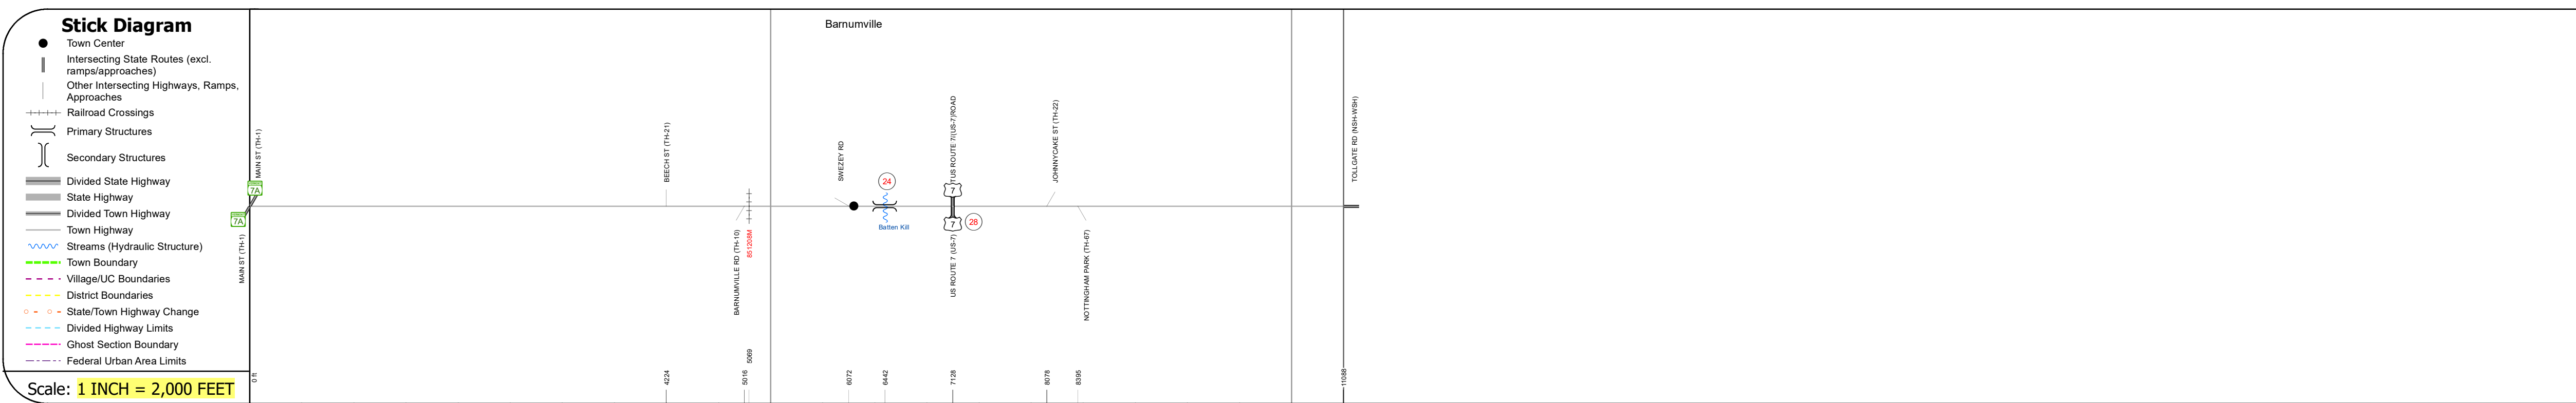 Stick Diagram
Town Center
Intersecting State Routes (excl.
ramps/approaches)
Other Intersecting Highways, Ramps,
Approaches
Railroad Crossings
Primary Structures
Secondary Structures
Divided State Highway
State Highway
Divided Town Highway
Town Highway
Streams (Hydraulic Structure)
Town Boundary
Village/UC Boundaries
District Boundaries
State/Town Highway Change
Divided Highway Limits
Ghost Section Boundary
Federal Urban Area Limits
Scale: 1 INCH = 2,000 FEET
Barnumville
MAIN ST (TH-1)
7A
7A
MAIN ST (TH-1)
BEECH ST (TH-21)
BARNUMVILLE RD (TH-10)
851208M
SWEZEY RD
24
Batten Kill
7
7
28
US ROUTE 7 (US-7)
JOHNNYCAKE ST (TH-22)
NOTTINGHAM PARK (TH-67)
TOLLGATE RD (NSH-WSH)
0 ft
4224
5016
5069
6072
6442
7128
8078
8395
11088